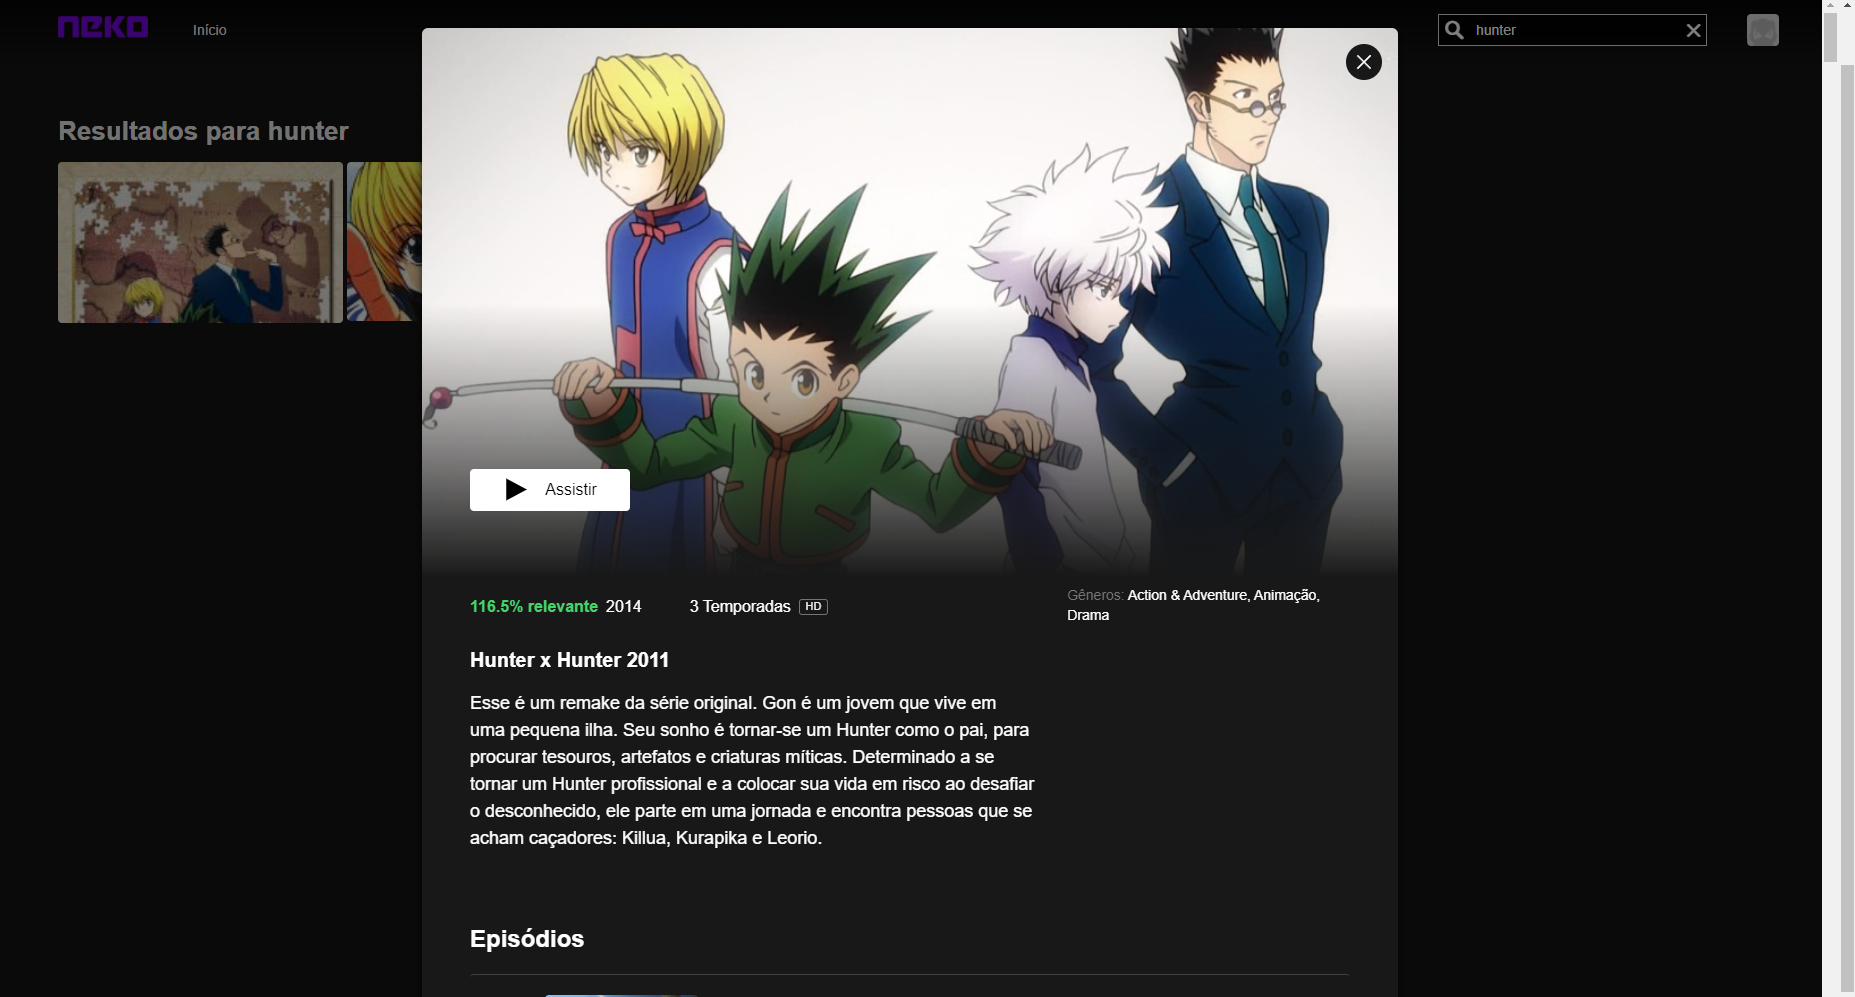 neko
Início
hunter
Resultados para hunter
Assistir
116.5% relevante 2014 3 Temporadas HD
Gêneros: Action & Adventure, Animação,
Drama
Hunter x Hunter 2011
Esse é um remake da série original. Gon é um jovem que vive em
uma pequena ilha. Seu sonho é tornar-se um Hunter como o pai, para
procurar tesouros, artefatos e criaturas míticas. Determinado a se
tornar um Hunter profissional e a colocar sua vida em risco ao desafiar
o desconhecido, ele parte em uma jornada e encontra pessoas que se
acham caçadores: Killua, Kurapika e Leorio.
Episódios